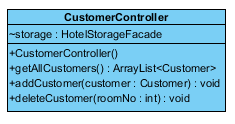 CustomerController
~storage : HotelStorageFacade
+CustomerController()
+getAllCustomers() : ArrayList<Customer>
+addCustomer(customer : Customer) : void
+deleteCustomer(roomNo : int) : void